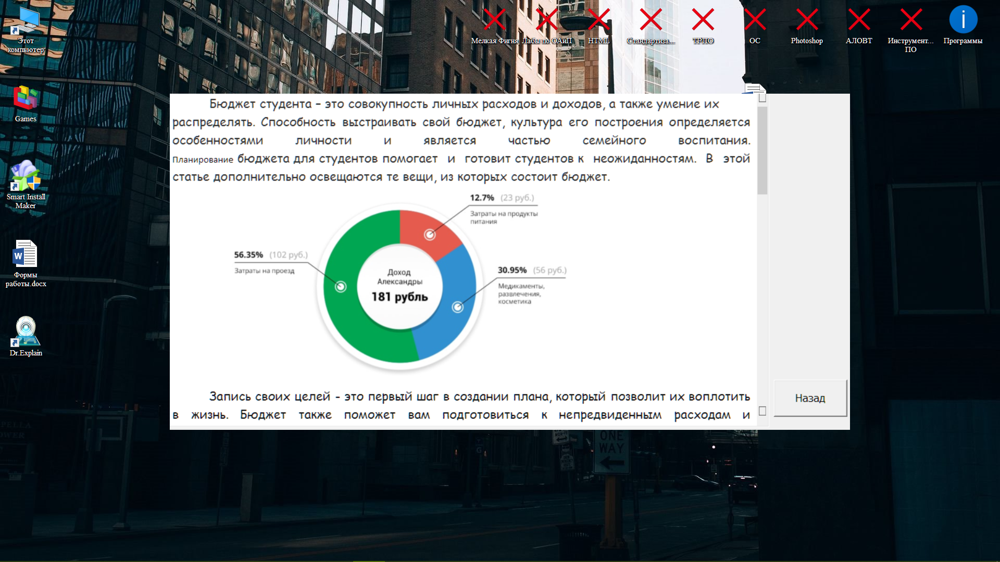 Этот
компьютер
Games
Smart Install
Maker
W
Формы
работы.docx
Dr.Explain
Мелкая Фигня
Лабы по ОАиП
HTML
Стандартиза...
ТРПО
ОС
Photoshop
АЛОВТ
Инструмент...
ПО
i
Программы
Бюджет студента – это совокупность личных расходов и доходов, а также умение их
распределять. Способность выстраивать свой бюджет, культура его построения определяется
особенностями личности и является частью семейного воспитания.
Планирование бюджета для студентов помогает и готовит студентов к неожиданностям. В этой
статье дополнительно освещаются те вещи, из которых состоит бюджет.
12.7% (23 руб.)
Затраты на продукты
питания
56.35% (102 руб.)
Затраты на проезд
Доход
Александры
181 рубль
30.95% (56 руб.)
Медикаменты,
развлечения,
косметика
Запись своих целей - это первый шаг в создании плана, который позволит их воплотить
в жизнь. Бюджет также поможет вам подготовиться к непредвиденным расходам и
Назад
ONE
WAY